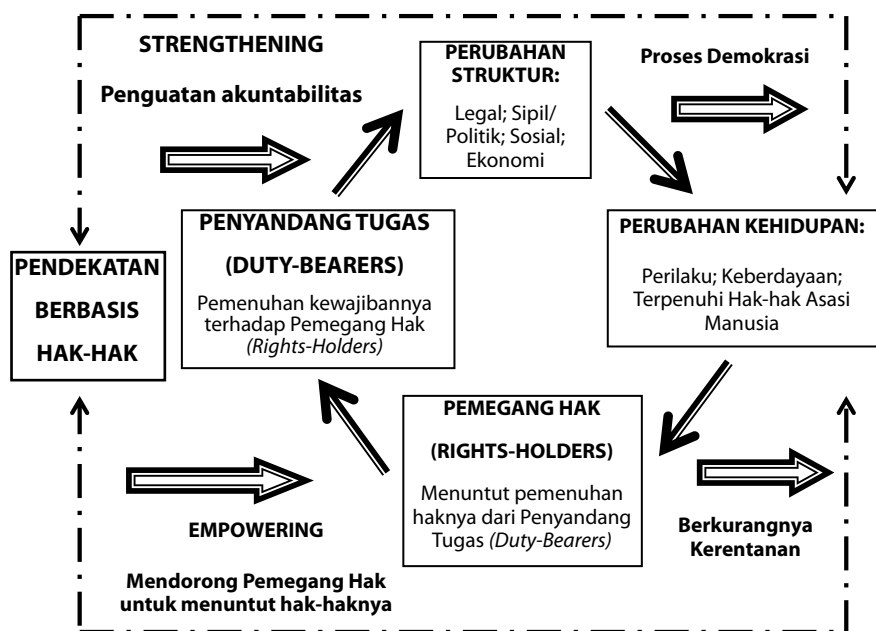 STRENGTHENING
Penguatan akuntabilitas
PERUBAHAN
STRUKTUR:
Legal; Sipil/
Politik; Sosial;
Ekonomi
Proses Demokrasi
PENYANDANG TUGAS
(DUTY-BEARERS)
Pemenuhan kewajibannya
terhadap Pemegang Hak
(Rights-Holders)
PERUBAHAN KEHIDUPAN:
Perilaku; Keberdayaan;
Terpenuhi Hak-hak Asasi
Manusia
PENDEKATAN
BERBASIS
HAK-HAK
PEMEGANG HAK
(RIGHTS-HOLDERS)
Menuntut pemenuhan
haknya dari Penyandang
Tugas (Duty-Bearers)
EMPOWERING
Mendorong Pemegang Hak
untuk menuntut hak-haknya
Berkurangnya
Kerentanan